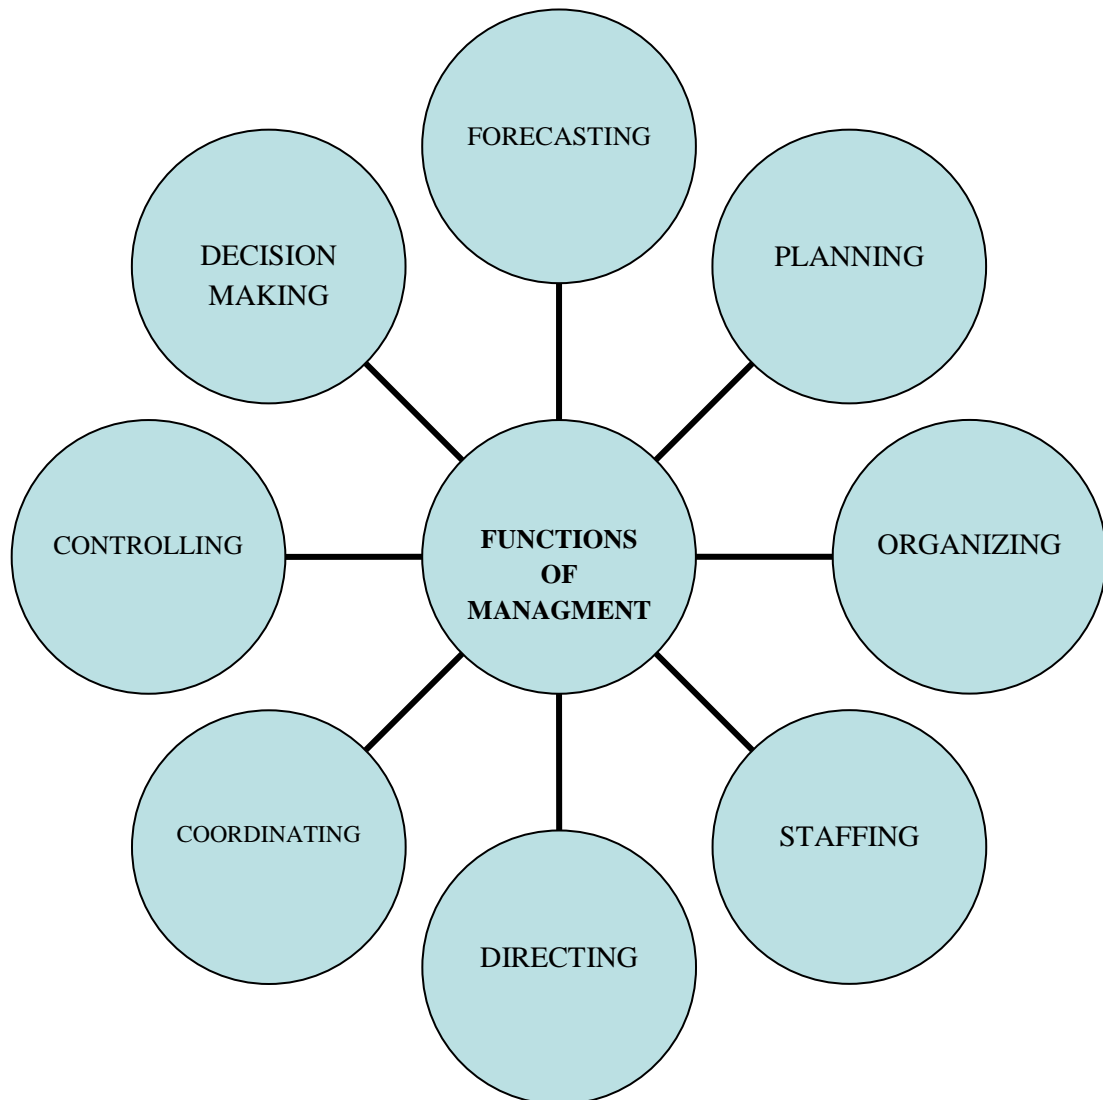 FORECASTING
PLANNING
ORGANIZING
STAFFING
DIRECTING
COORDINATING
CONTROLLING
DECISION
MAKING
FUNCTIONS
OF
MANAGMENT